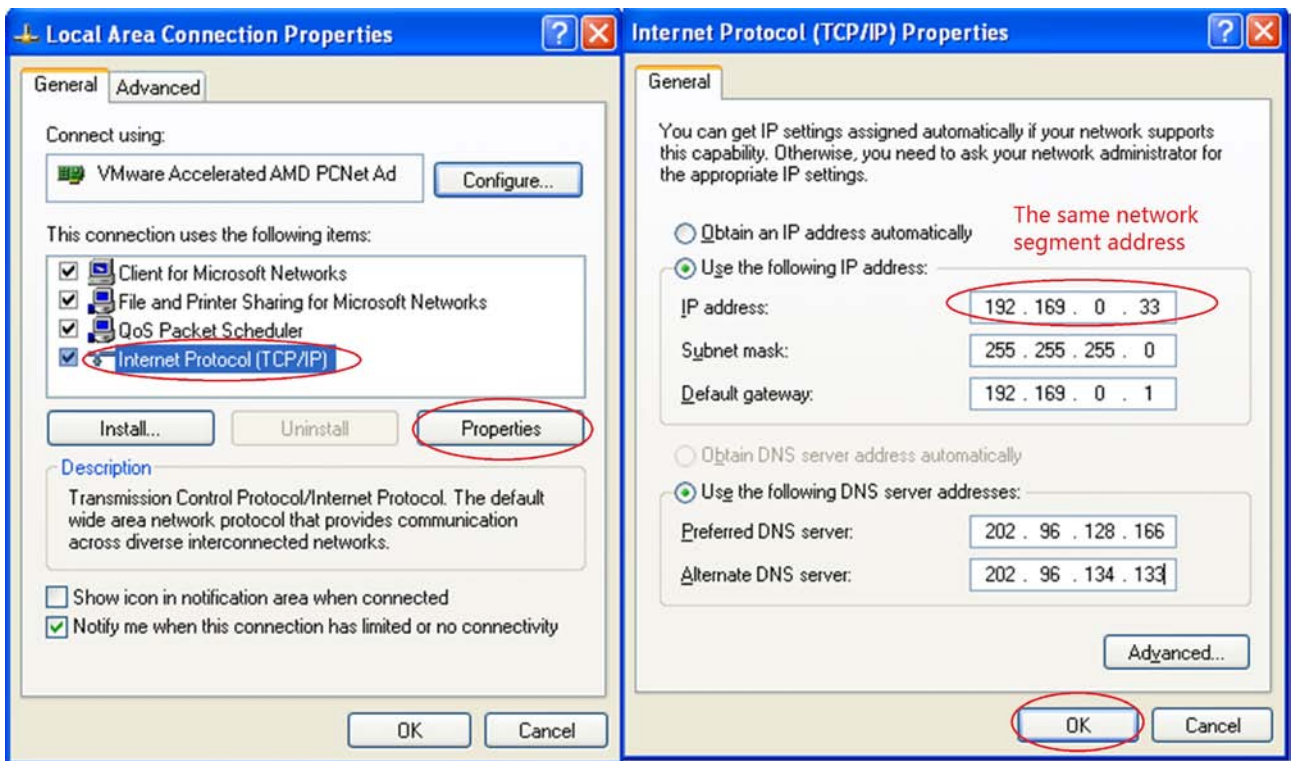 Local Area Connection Properties
General
Advanced
Connect using:
VMware Accelerated AMD PCNet Ad
Configure...
This connection uses the following items:
Client for Microsoft Networks
File and Printer Sharing for Microsoft Networks
QoS Packet Scheduler
Internet Protocol (TCP/IP)
Install...
Uninstall
Properties
Description
Transmission Control Protocol/Internet Protocol. The default
wide area network protocol that provides communication
across diverse interconnected networks.
Show icon in notification area when connected
Notify me when this connection has limited or no connectivity
OK
Cancel
Internet Protocol (TCP/IP) Properties
General
You can get IP settings assigned automatically if your network supports
this capability. Otherwise, you need to ask your network administrator for
the appropriate IP settings.
The same network
segment address
Obtain an IP address automatically
Use the following IP address:
IP address: 192 . 169 . 0 . 33
Subnet mask: 255 . 255 . 255 . 0
Default gateway: 192 . 169 . 0 . 1
Obtain DNS server address automatically
Use the following DNS server addresses:
Preferred DNS server: 202 . 96 . 128 . 166
Alternate DNS server: 202 . 96 . 134 . 133
Advanced...
OK
Cancel